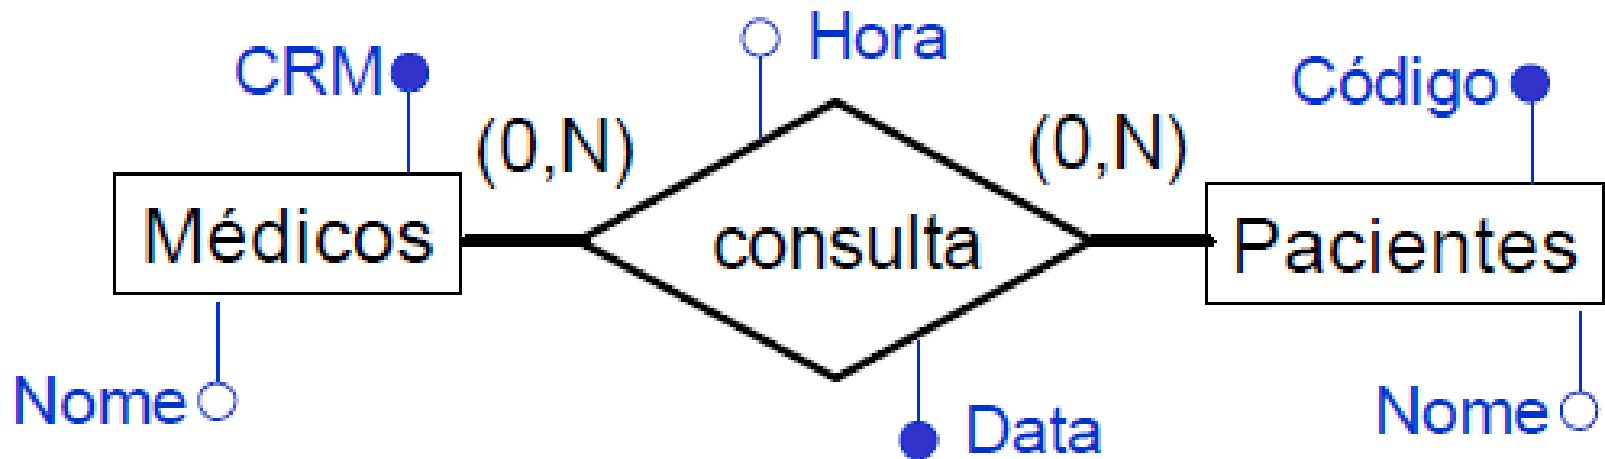 Hora
CRM
Código
(0,N)
(0,N)
Médicos
consulta
Pacientes
Nome
Data
Nome